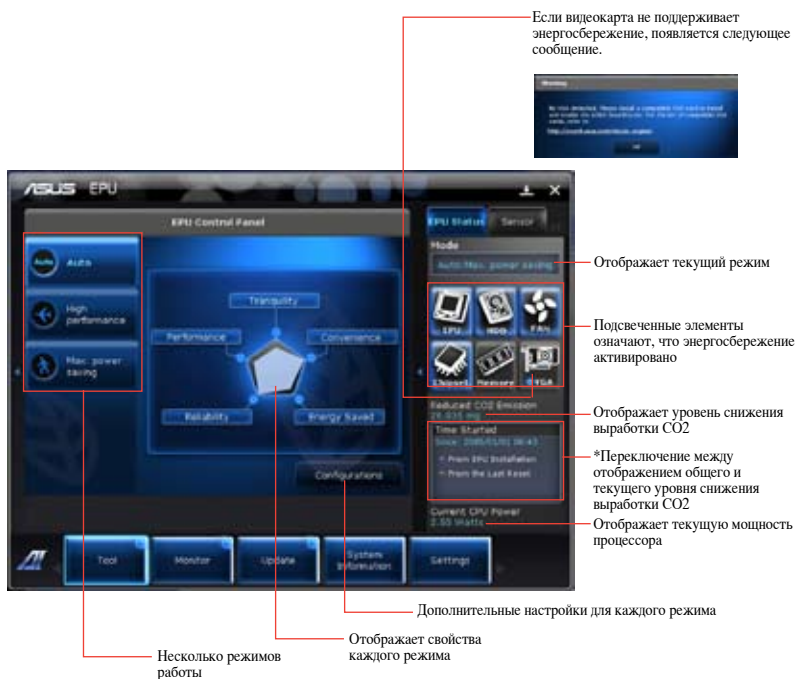 Если видеокарта не поддерживает
энергосбережение, появляется следующее
сообщение.
Warning
OK
ASUS EPU
EPU Control Panel
Auto
Auto
High
performance
Max. power
saving
Tranquility
Performance
Convenience
Reliability
Energy Saved
Configurations
EPU Status
Sensor
Mode
Auto:Max. power saving
CPU
HDD
FAN
Chipset
Memory
VGA
Reduced CO2 Emission
Time Started
From EPU Installation
From the Last Reset
Current CPU Power
Watts
Tool
Monitor
Update
System
Information
Settings
Отображает текущий режим
Подсвеченные элементы
означают, что энергосбережение
активировано
Отображает уровень снижения
выработки CO2
*Переключение между
отображением общего и
текущего уровня снижения
выработки CO2
Отображает текущую мощность
процессора
Дополнительные настройки для каждого режима
Отображает свойства
каждого режима
Несколько режимов
работы